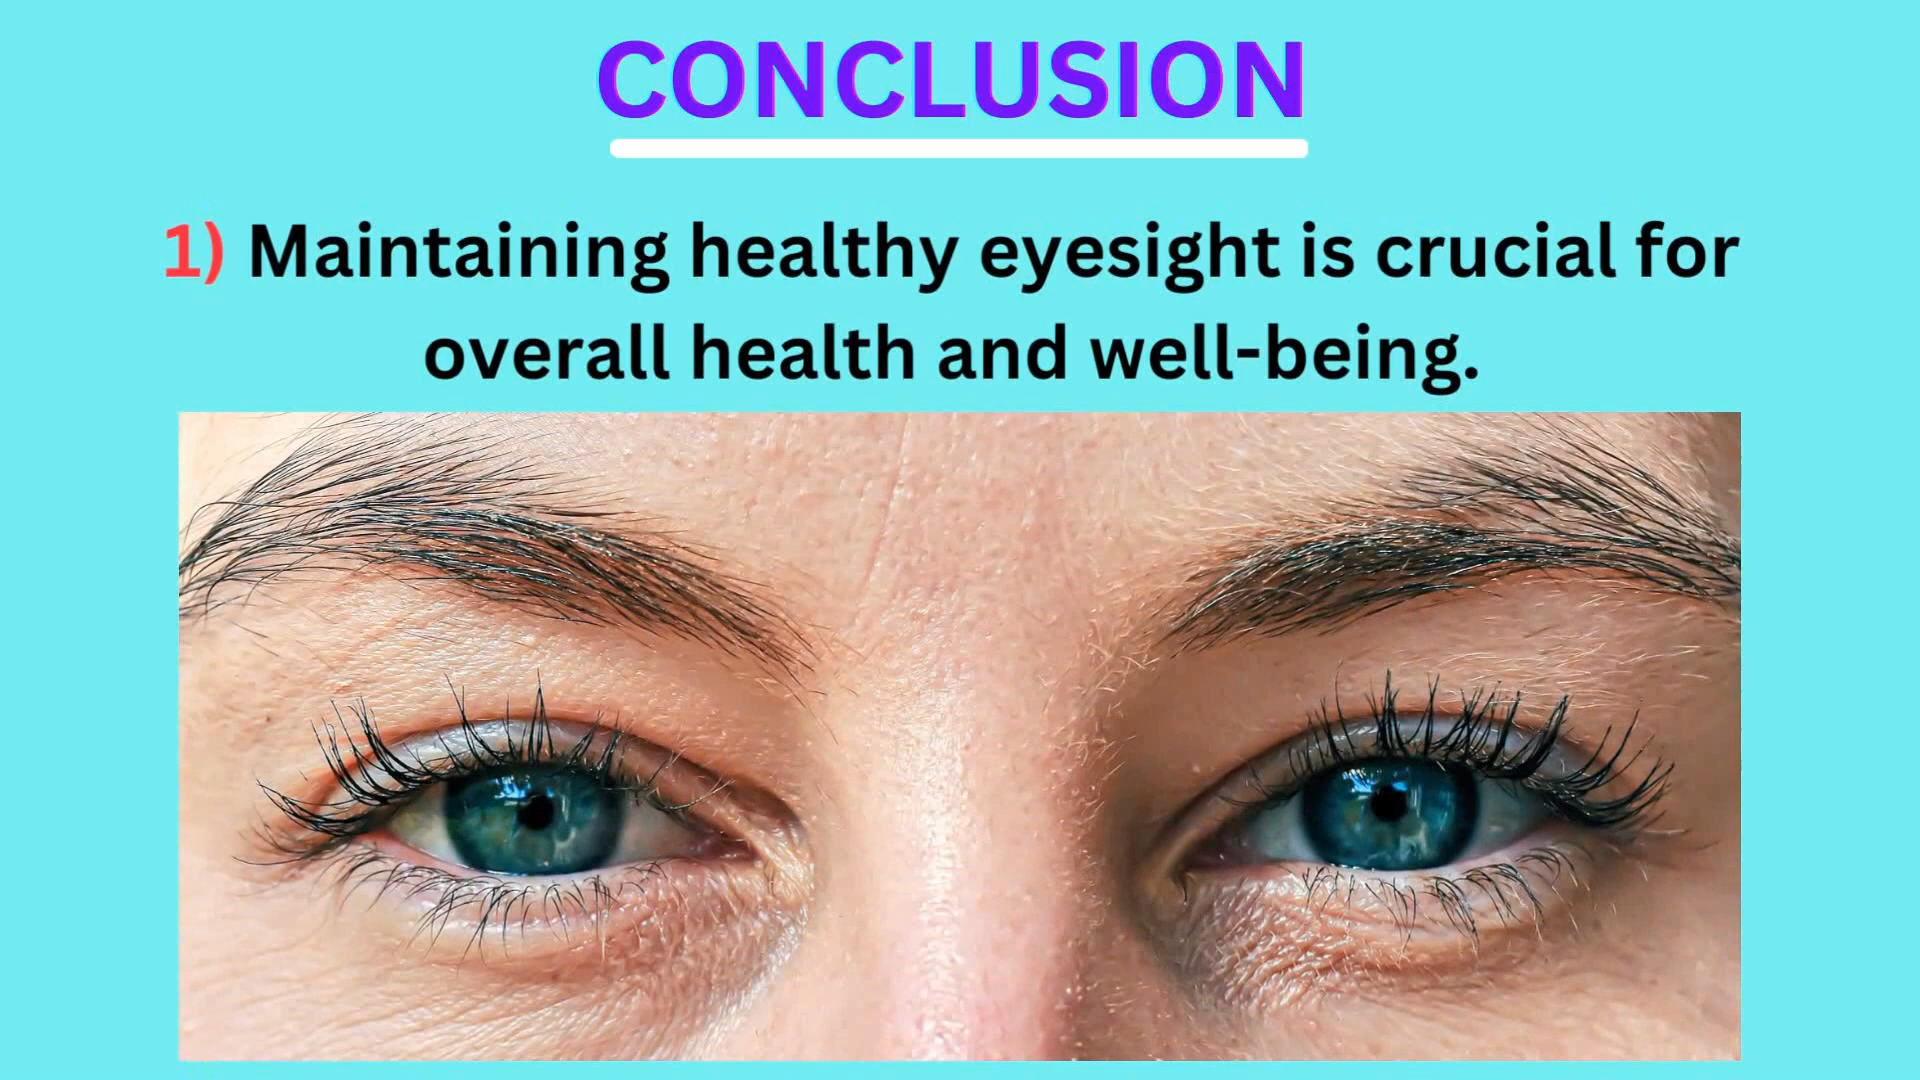 CONCLUSION
1) Maintaining healthy eyesight is crucial for
overall health and well-being.